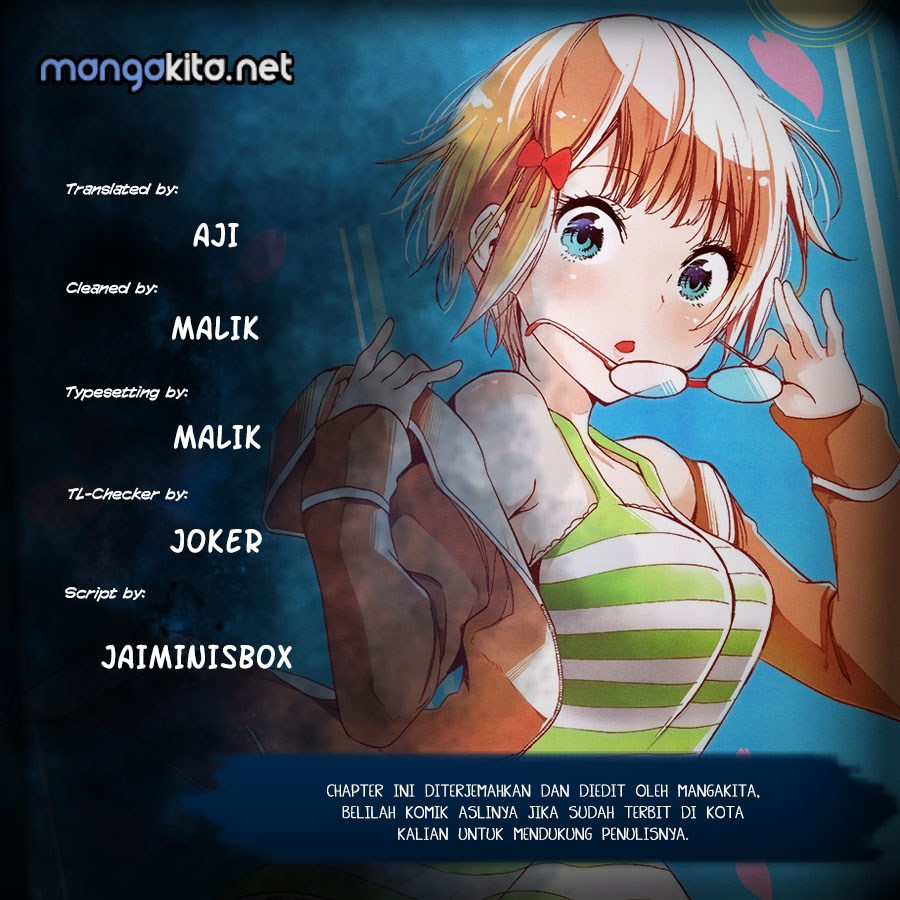 mangakita.net
Translated by:
AJI
Cleaned by:
MALIK
Typesetting by:
MALIK
TL-Checker by:
JOKER
Script by:
JAIMINISBOX
CHAPTER INI DITERJEMAHKAN DAN DIEDIT OLEH MANGAKITA,
BELILAH KOMIK ASLINYA JIKA SUDAH TERBIT DI KOTA
KALIAN UNTUK MENDUKUNG PENULISNYA.